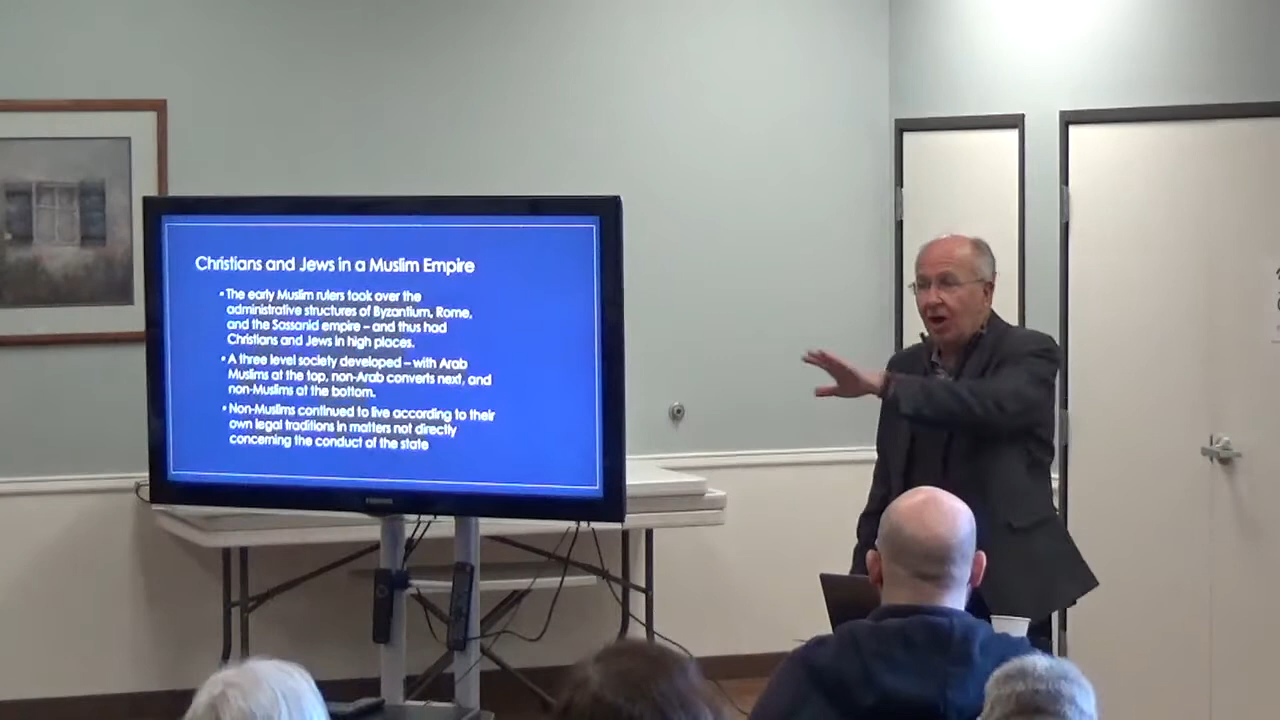 Christians and Jews in a Muslim Empire
▪ The early Muslim rulers took over the
administrative structures of Byzantium, Rome,
and the Sassanid empire – and thus had
Christians and Jews in high places.
▪ A three level society developed – with Arab
Muslims at the top, non-Arab converts next, and
non-Muslims at the bottom.
▪ Non-Muslims continued to live according to their
own legal traditions in matters not directly
concerning the conduct of the state